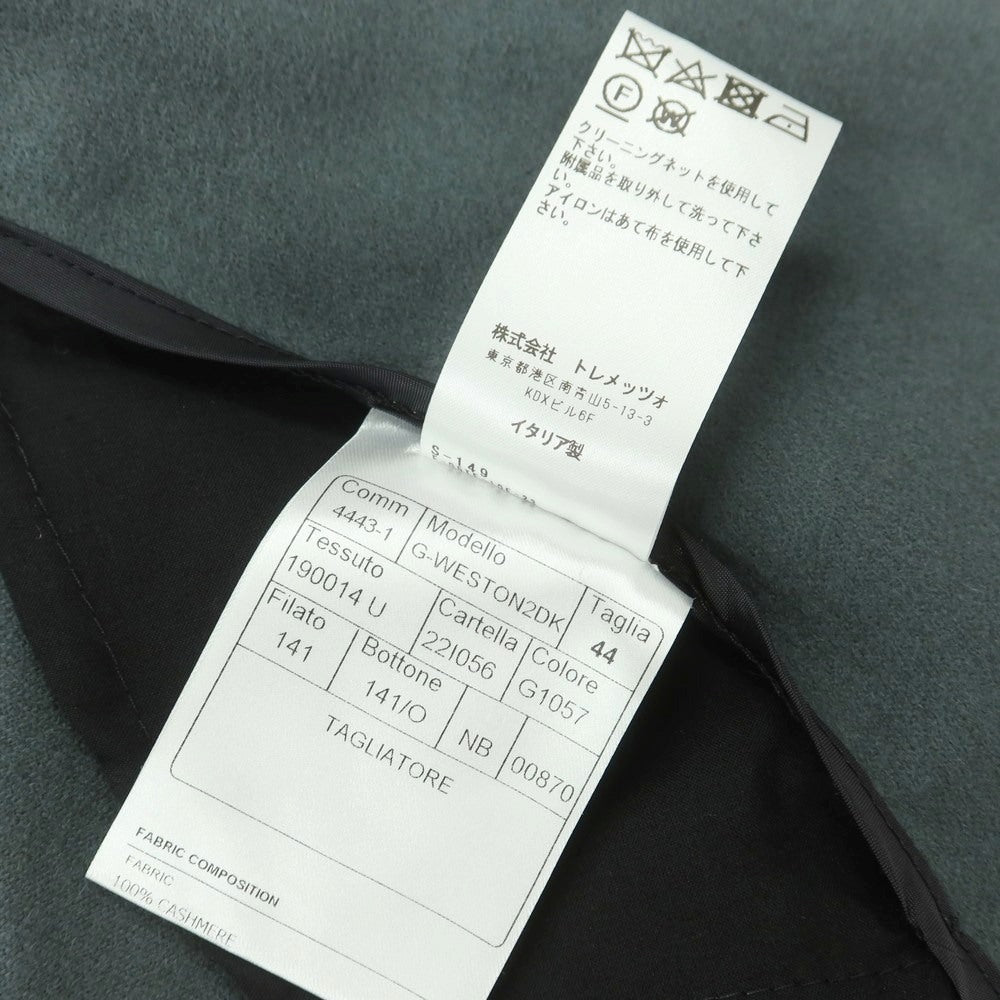 F
W
クリーニングネットを使用して
下さい。
附属品を取り外して洗って下さ
い。
アイロンはあて布を使用して下
さい。
株式会社 トレメッツォ
東京都港区南青山5-13-3
KDXビル6F
イタリア製
S-149
Comm
4443-1
Modello
G-WESTON2DK
Taglia
44
Tessuto
190014 U
Cartella
22I056
Colore
G1057
Filato
141
Bottone
141/O
NB
00870
TAGLIATORE
FABRIC COMPOSITION
FABRIC
100% CASHMERE